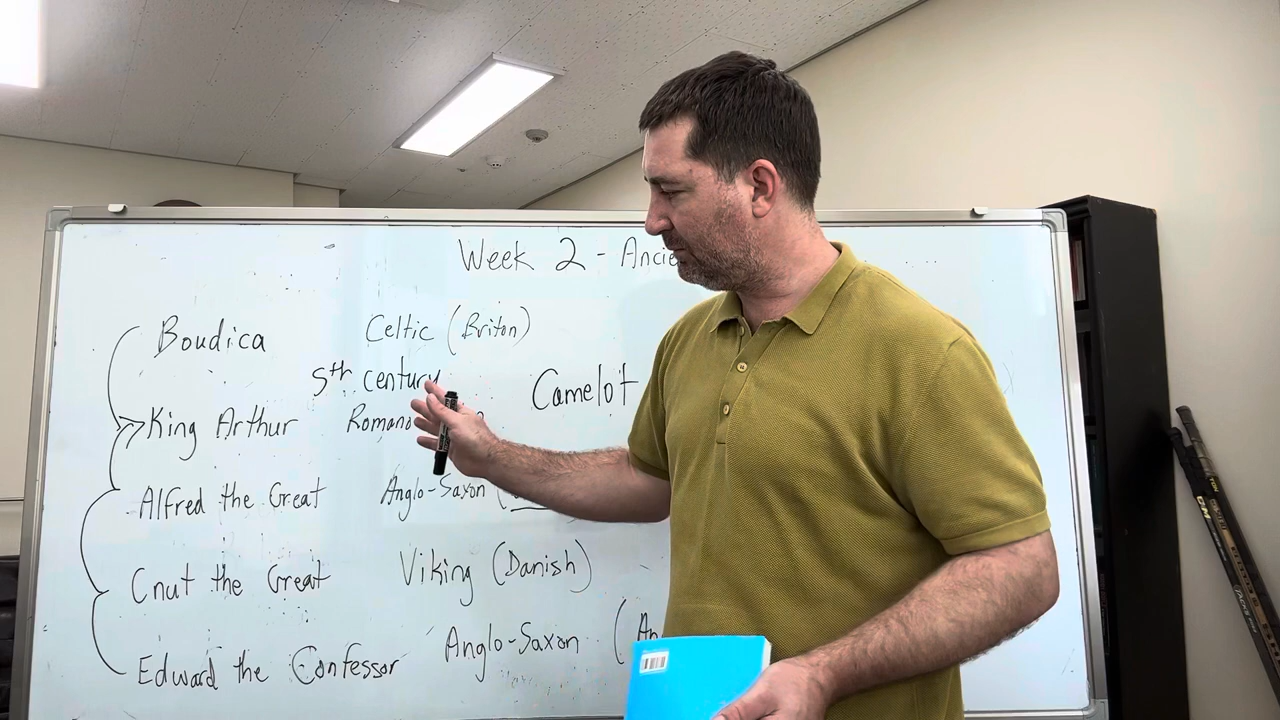 Week 2 - Ancie
Boudica Celtic (Briton)
5th century Camelot
King Arthur Romano
Alfred the Great Anglo-Saxon (
Cnut the Great Viking (Danish)
Edward the Confessor Anglo-Saxon (An